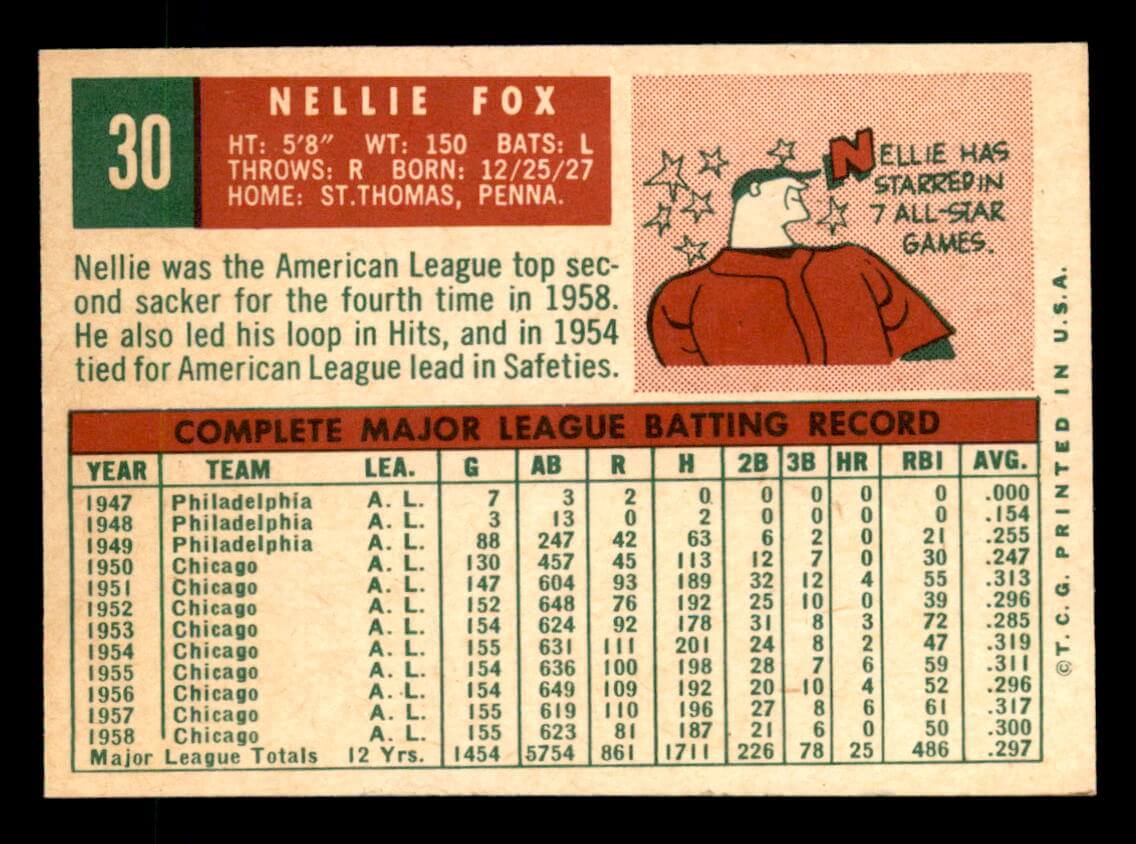 30
NELLIE FOX
HT: 5'8" WT: 150 BATS: L
THROWS: R BORN: 12/25/27
HOME: ST. THOMAS, PENNA.
NELLIE HAS
STARRED IN
7 ALL-STAR
GAMES.
Nellie was the American League top sec-
ond sacker for the fourth time in 1958.
He also led his loop in Hits, and in 1954
tied for American League lead in Safeties.
COMPLETE MAJOR LEAGUE BATTING RECORD
YEAR TEAM LEA. G AB R H 2B 3B HR RBI AVG.
1947 Philadelphia A. L. 7 3 2 0 0 0 0 0 .000
1948 Philadelphia A. L. 3 13 0 2 0 0 0 0 .154
1949 Philadelphia A. L. 88 247 42 63 6 2 0 21 .255
1950 Chicago A. L. 130 457 45 113 12 7 0 30 .247
1951 Chicago A. L. 147 604 93 189 32 12 4 55 .313
1952 Chicago A. L. 152 648 76 192 25 10 0 39 .296
1953 Chicago A. L. 154 624 92 178 31 8 3 72 .285
1954 Chicago A. L. 155 631 111 201 24 8 2 47 .319
1955 Chicago A. L. 154 636 100 198 28 7 6 59 .311
1956 Chicago A. L. 154 649 109 192 20 10 4 52 .296
1957 Chicago A. L. 155 619 110 196 27 8 6 61 .317
1958 Chicago A. L. 155 623 81 187 21 6 0 50 .300
Major League Totals 12 Yrs. 1454 5754 861 1711 226 78 25 486 .297
©T.C.G. PRINTED IN U.S.A.